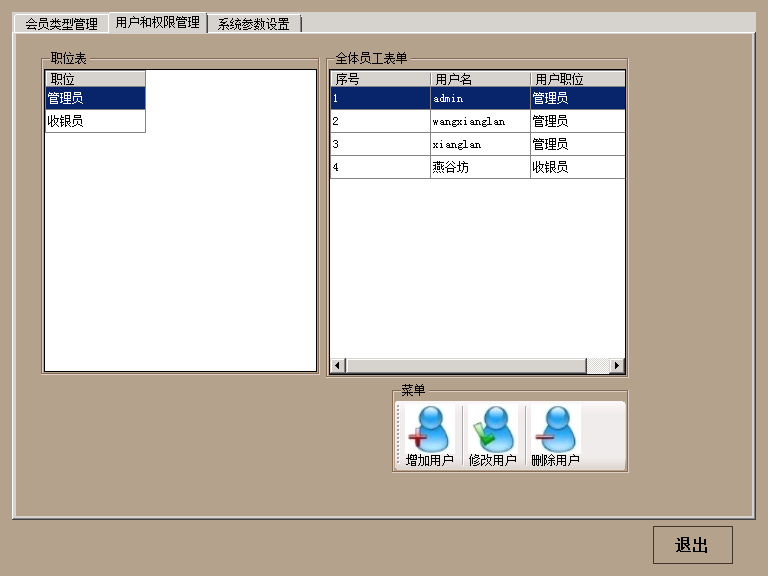 会员类型管理 用户和权限管理 系统参数设置
职位表
职位
管理员
收银员
全体员工表单
序号 用户名 用户职位
1 admin 管理员
2 wangxianglan 管理员
3 xianglan 管理员
4 燕谷坊 收银员
菜单
增加用户 修改用户 删除用户
退出